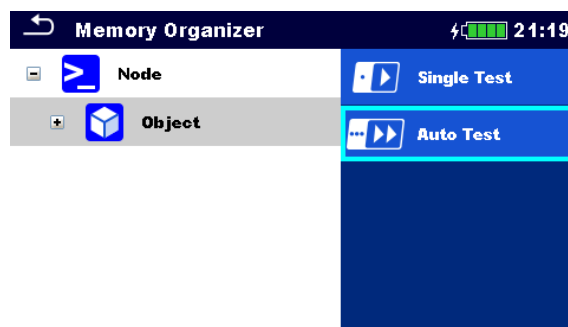 Memory Organizer 21:19
Node
Single Test
Object
Auto Test